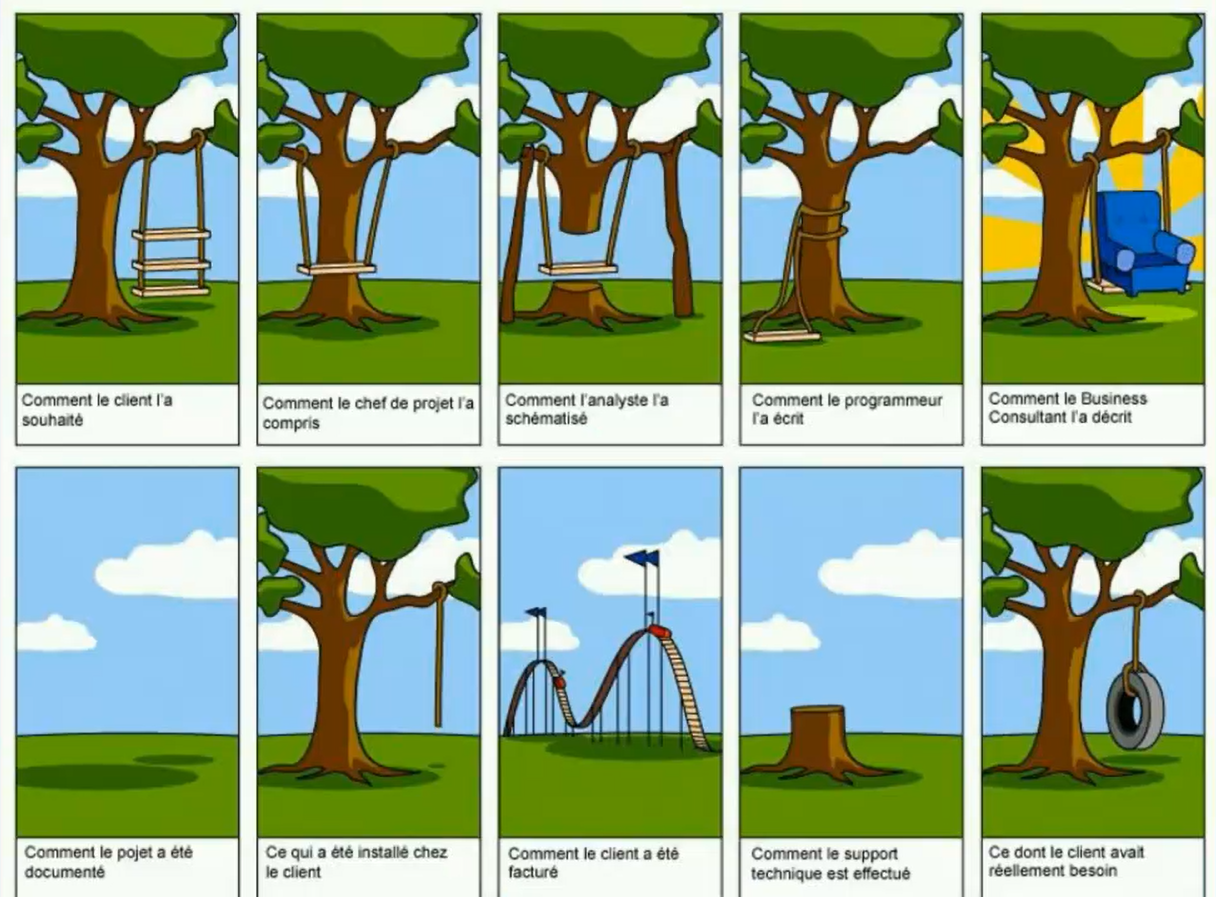 Comment le client l'a
souhaité
Comment le chef de projet l'a
compris
Comment l'analyste l'a
schématisé
Comment le programmeur
l'a écrit
Comment le Business
Consultant l'a décrit
Comment le pojet a été
documenté
Ce qui a été installé chez
le client
Comment le client a été
facturé
Comment le support
technique est effectué
Ce dont le client avait
réellement besoin